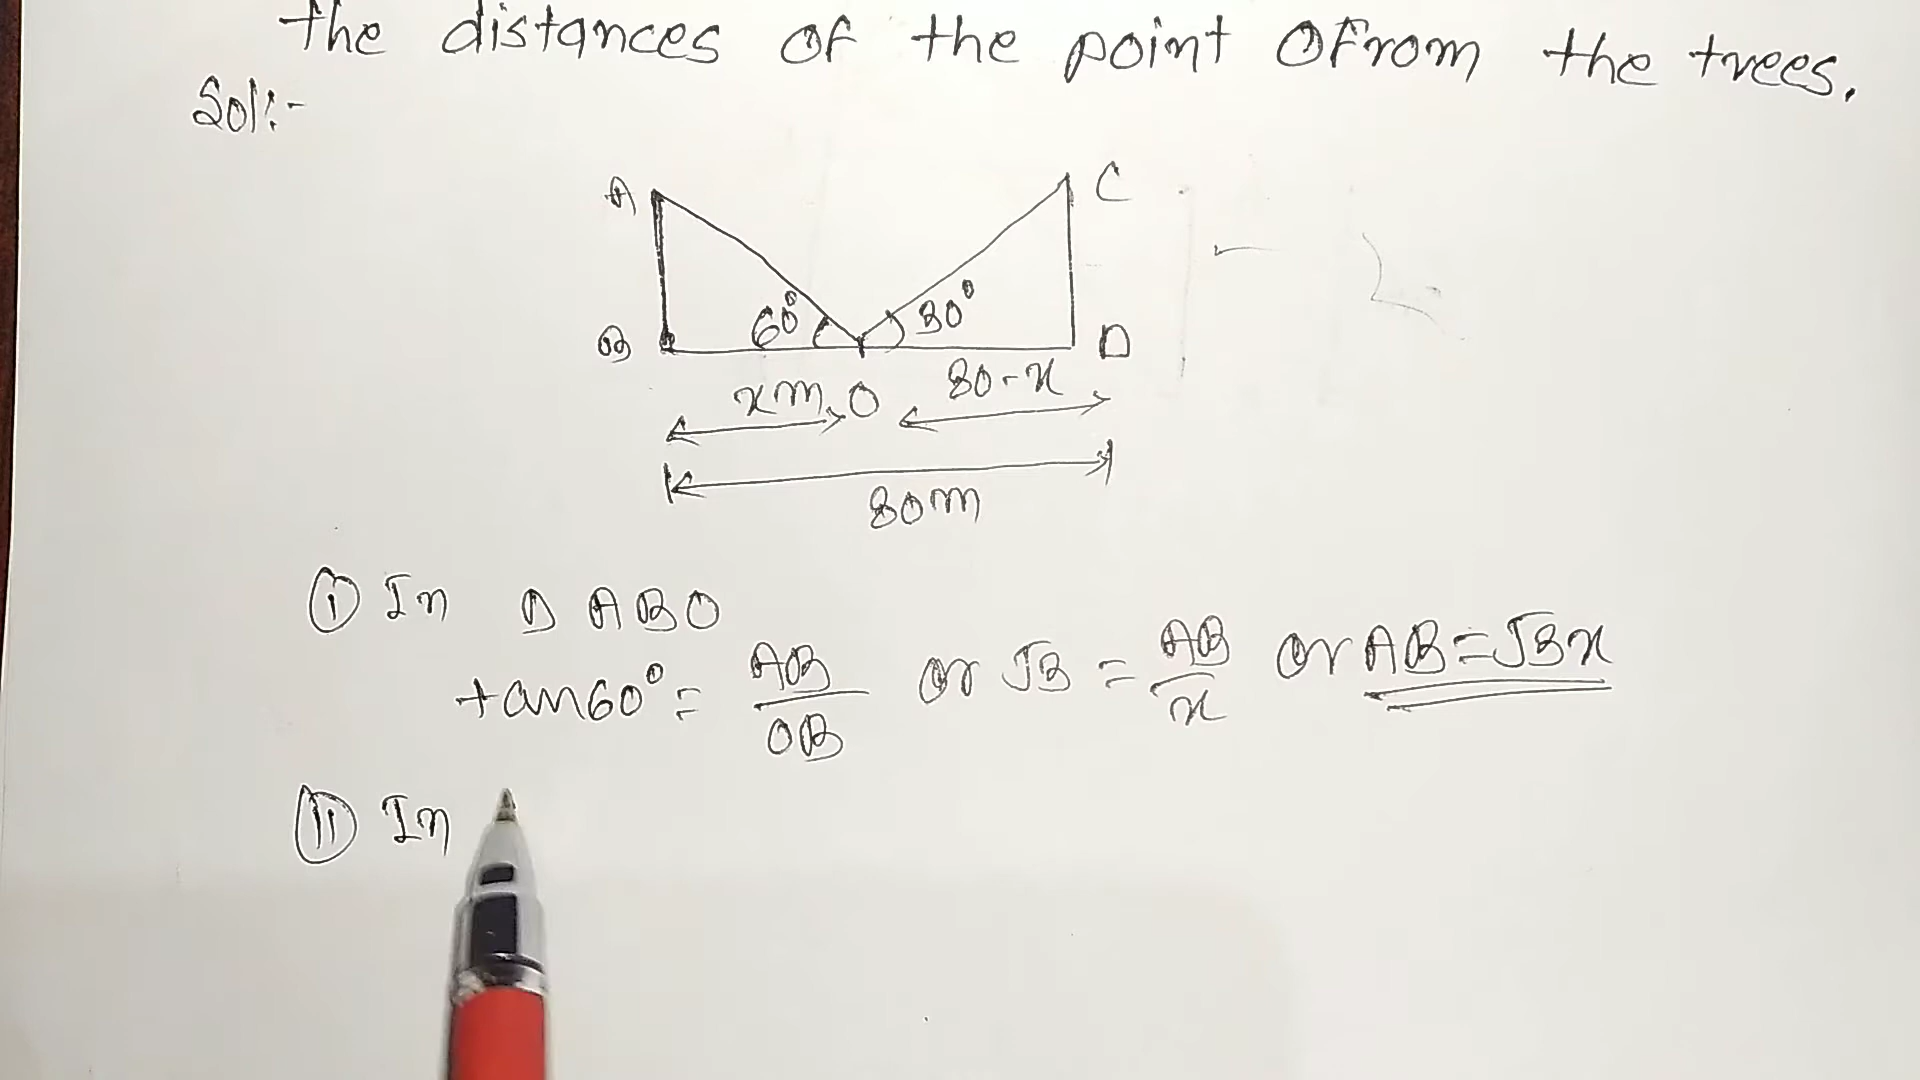 the distances of the point O from the trees.
Sol:-
A C
60° 30°
B D
xm O 80-x
80m
(i) In Δ ABO
tan60° = AB/OB or √3 = AB/x or AB=√3x
(ii) In